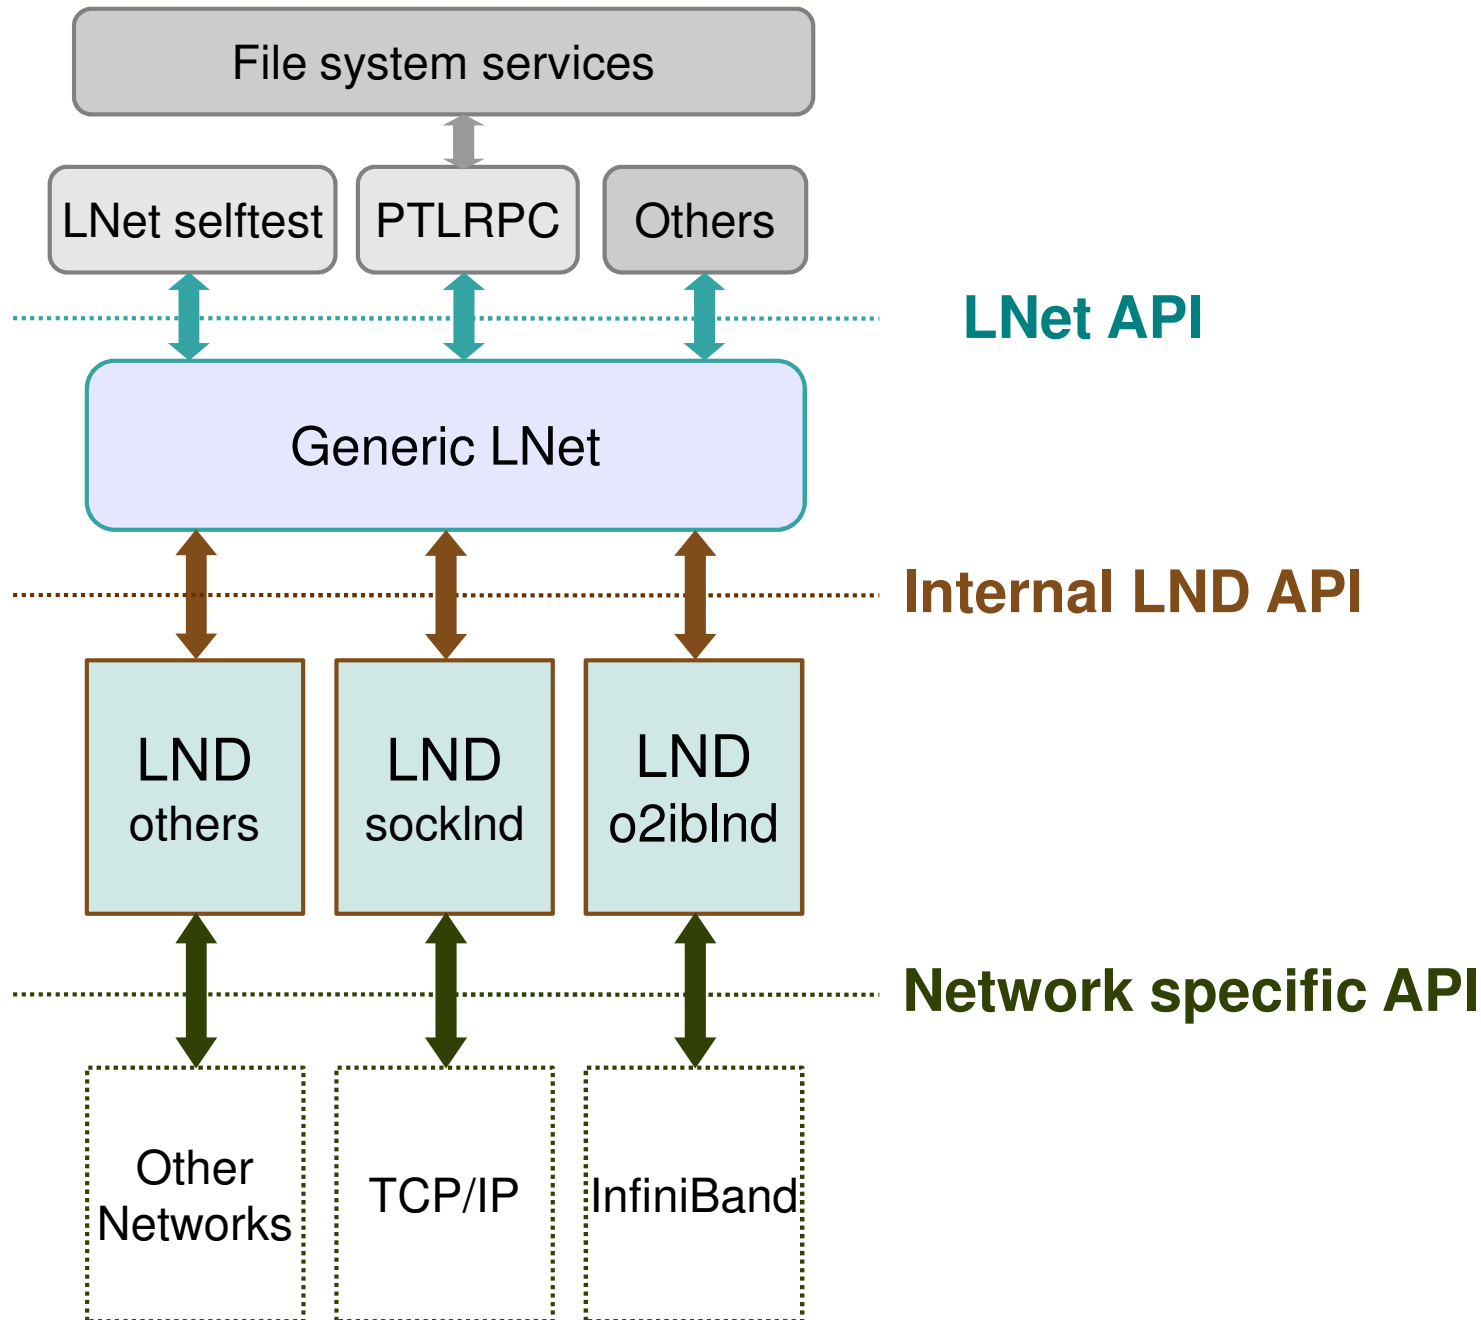 File system services
LNet selftest
PTLRPC
Others
LNet API
Generic LNet
Internal LND API
LND
others
LND
socklnd
LND
o2iblnd
Network specific API
Other
Networks
TCP/IP
InfiniBand